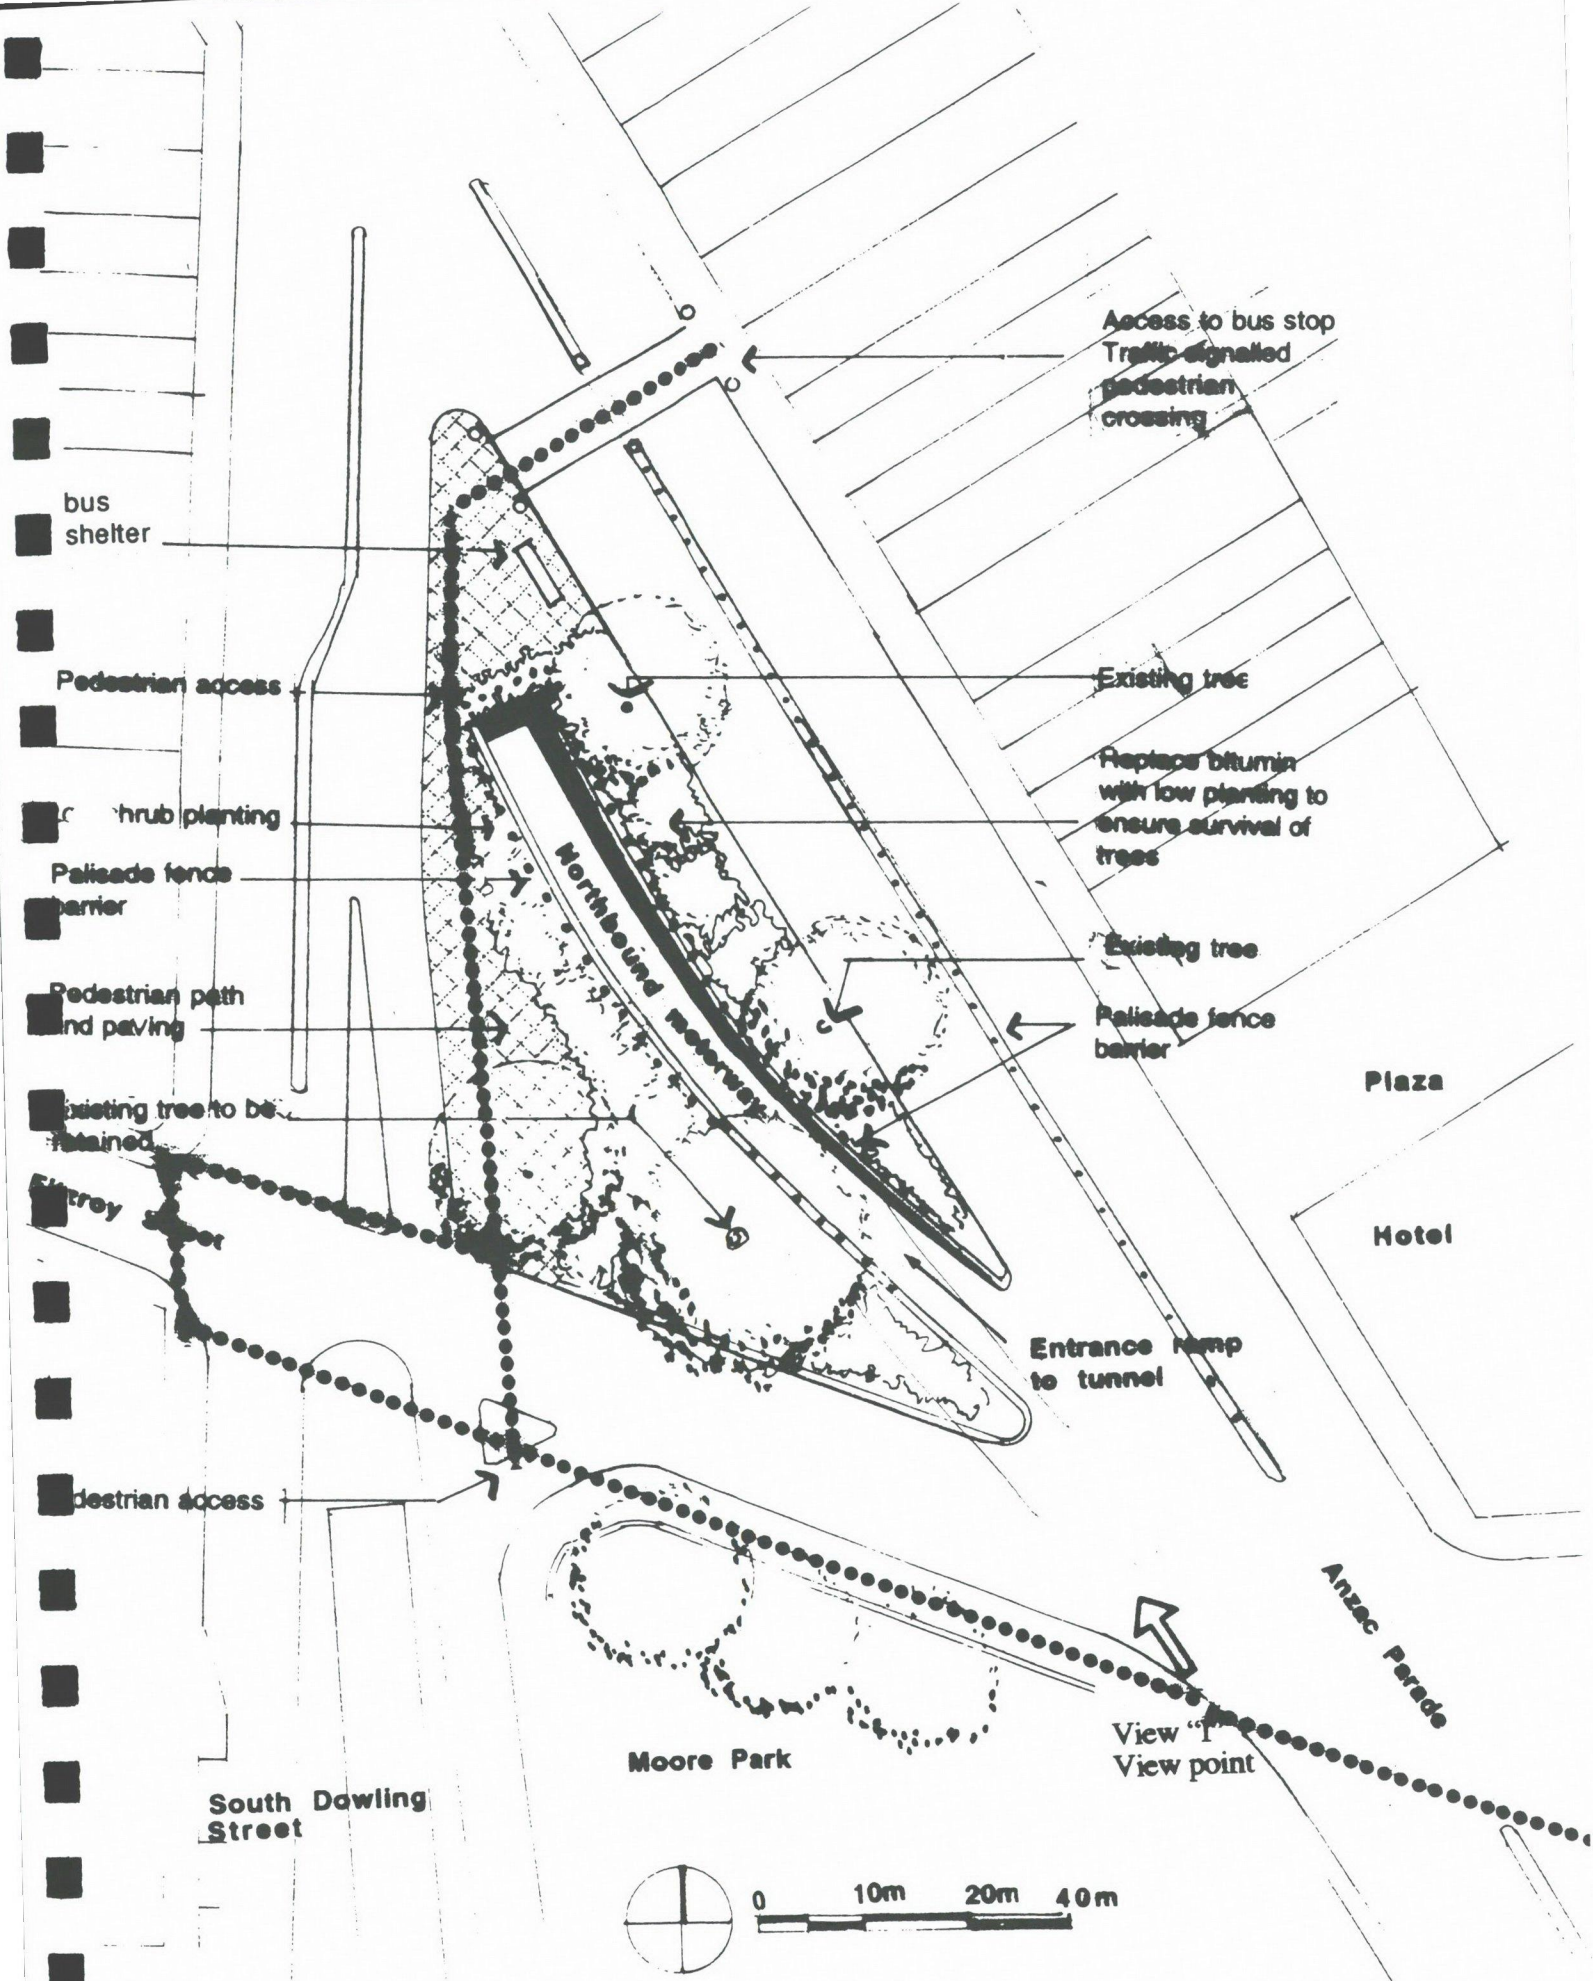 Access to bus stop
Traffic signalled
pedestrian
crossing
bus
shelter
Pedestrian access
Existing tree
Replace bitumin
with low planting to
ensure survival of
trees
hrub planting
Palisade fence
barrier
Northbound motorway
Existing tree
Pedestrian path
and paving
Palisade fence
barrier
Plaza
Existing tree to be
retained
Hotel
Entrance ramp
to tunnel
destrian access
Anzac Parade
View "1"
View point
Moore Park
South Dowling
Street
0 10m 20m 40m